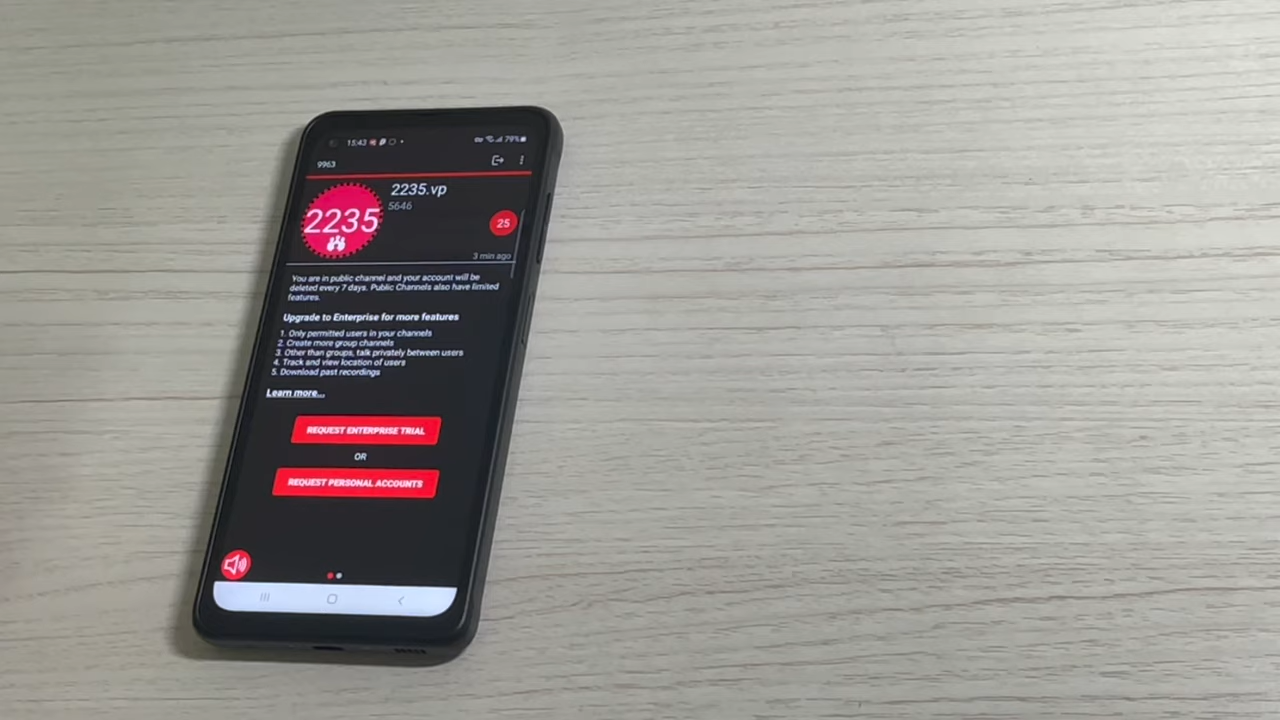 15:43 79%
9963
2235
2235.vp
5646
25
3 min ago
You are in public channel and your account will be
deleted every 7 days. Public Channels also have limited
features.
Upgrade to Enterprise for more features
1. Only permitted users in your channels
2. Create more group channels
3. Other than groups, talk privately between users
4. Track and view location of users
5. Download past recordings
Learn more...
REQUEST ENTERPRISE TRIAL
OR
REQUEST PERSONAL ACCOUNTS